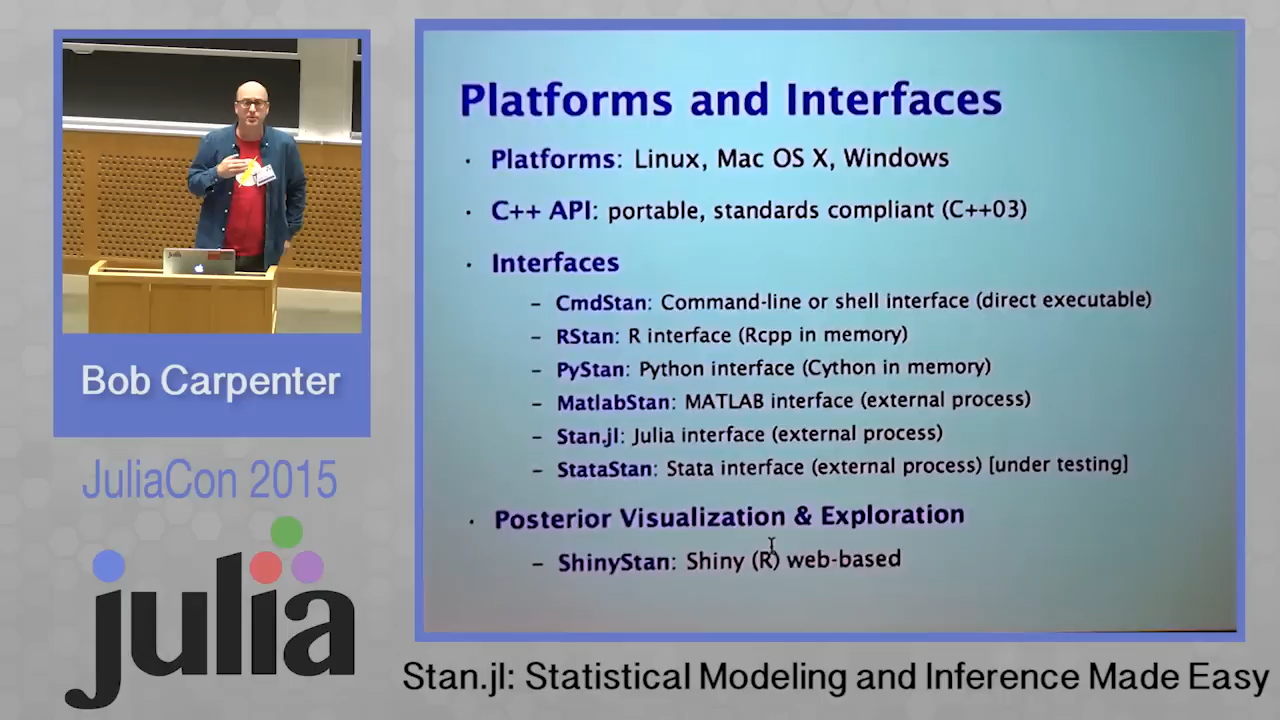 Platforms and Interfaces
· Platforms: Linux, Mac OS X, Windows
· C++ API: portable, standards compliant (C++03)
· Interfaces
– CmdStan: Command-line or shell interface (direct executable)
– RStan: R interface (Rcpp in memory)
– PyStan: Python interface (Cython in memory)
– MatlabStan: MATLAB interface (external process)
– Stan.jl: Julia interface (external process)
– StataStan: Stata interface (external process) [under testing]
· Posterior Visualization & Exploration
– ShinyStan: Shiny (R) web-based
julia
Bob Carpenter
JuliaCon 2015
julia
Stan.jl: Statistical Modeling and Inference Made Easy